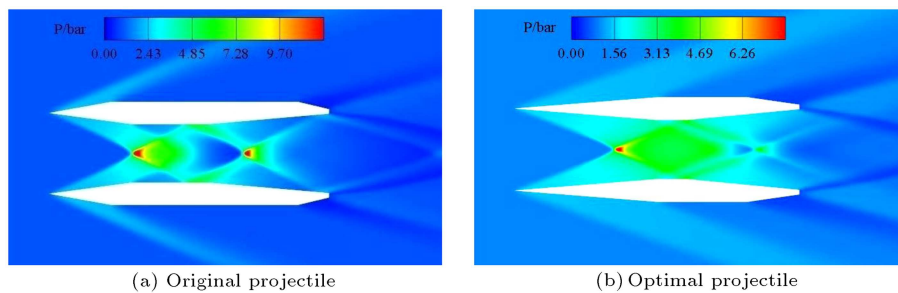 P/bar
0.00 2.43 4.85 7.28 9.70
P/bar
0.00 1.56 3.13 4.69 6.26
(a) Original projectile
(b) Optimal projectile